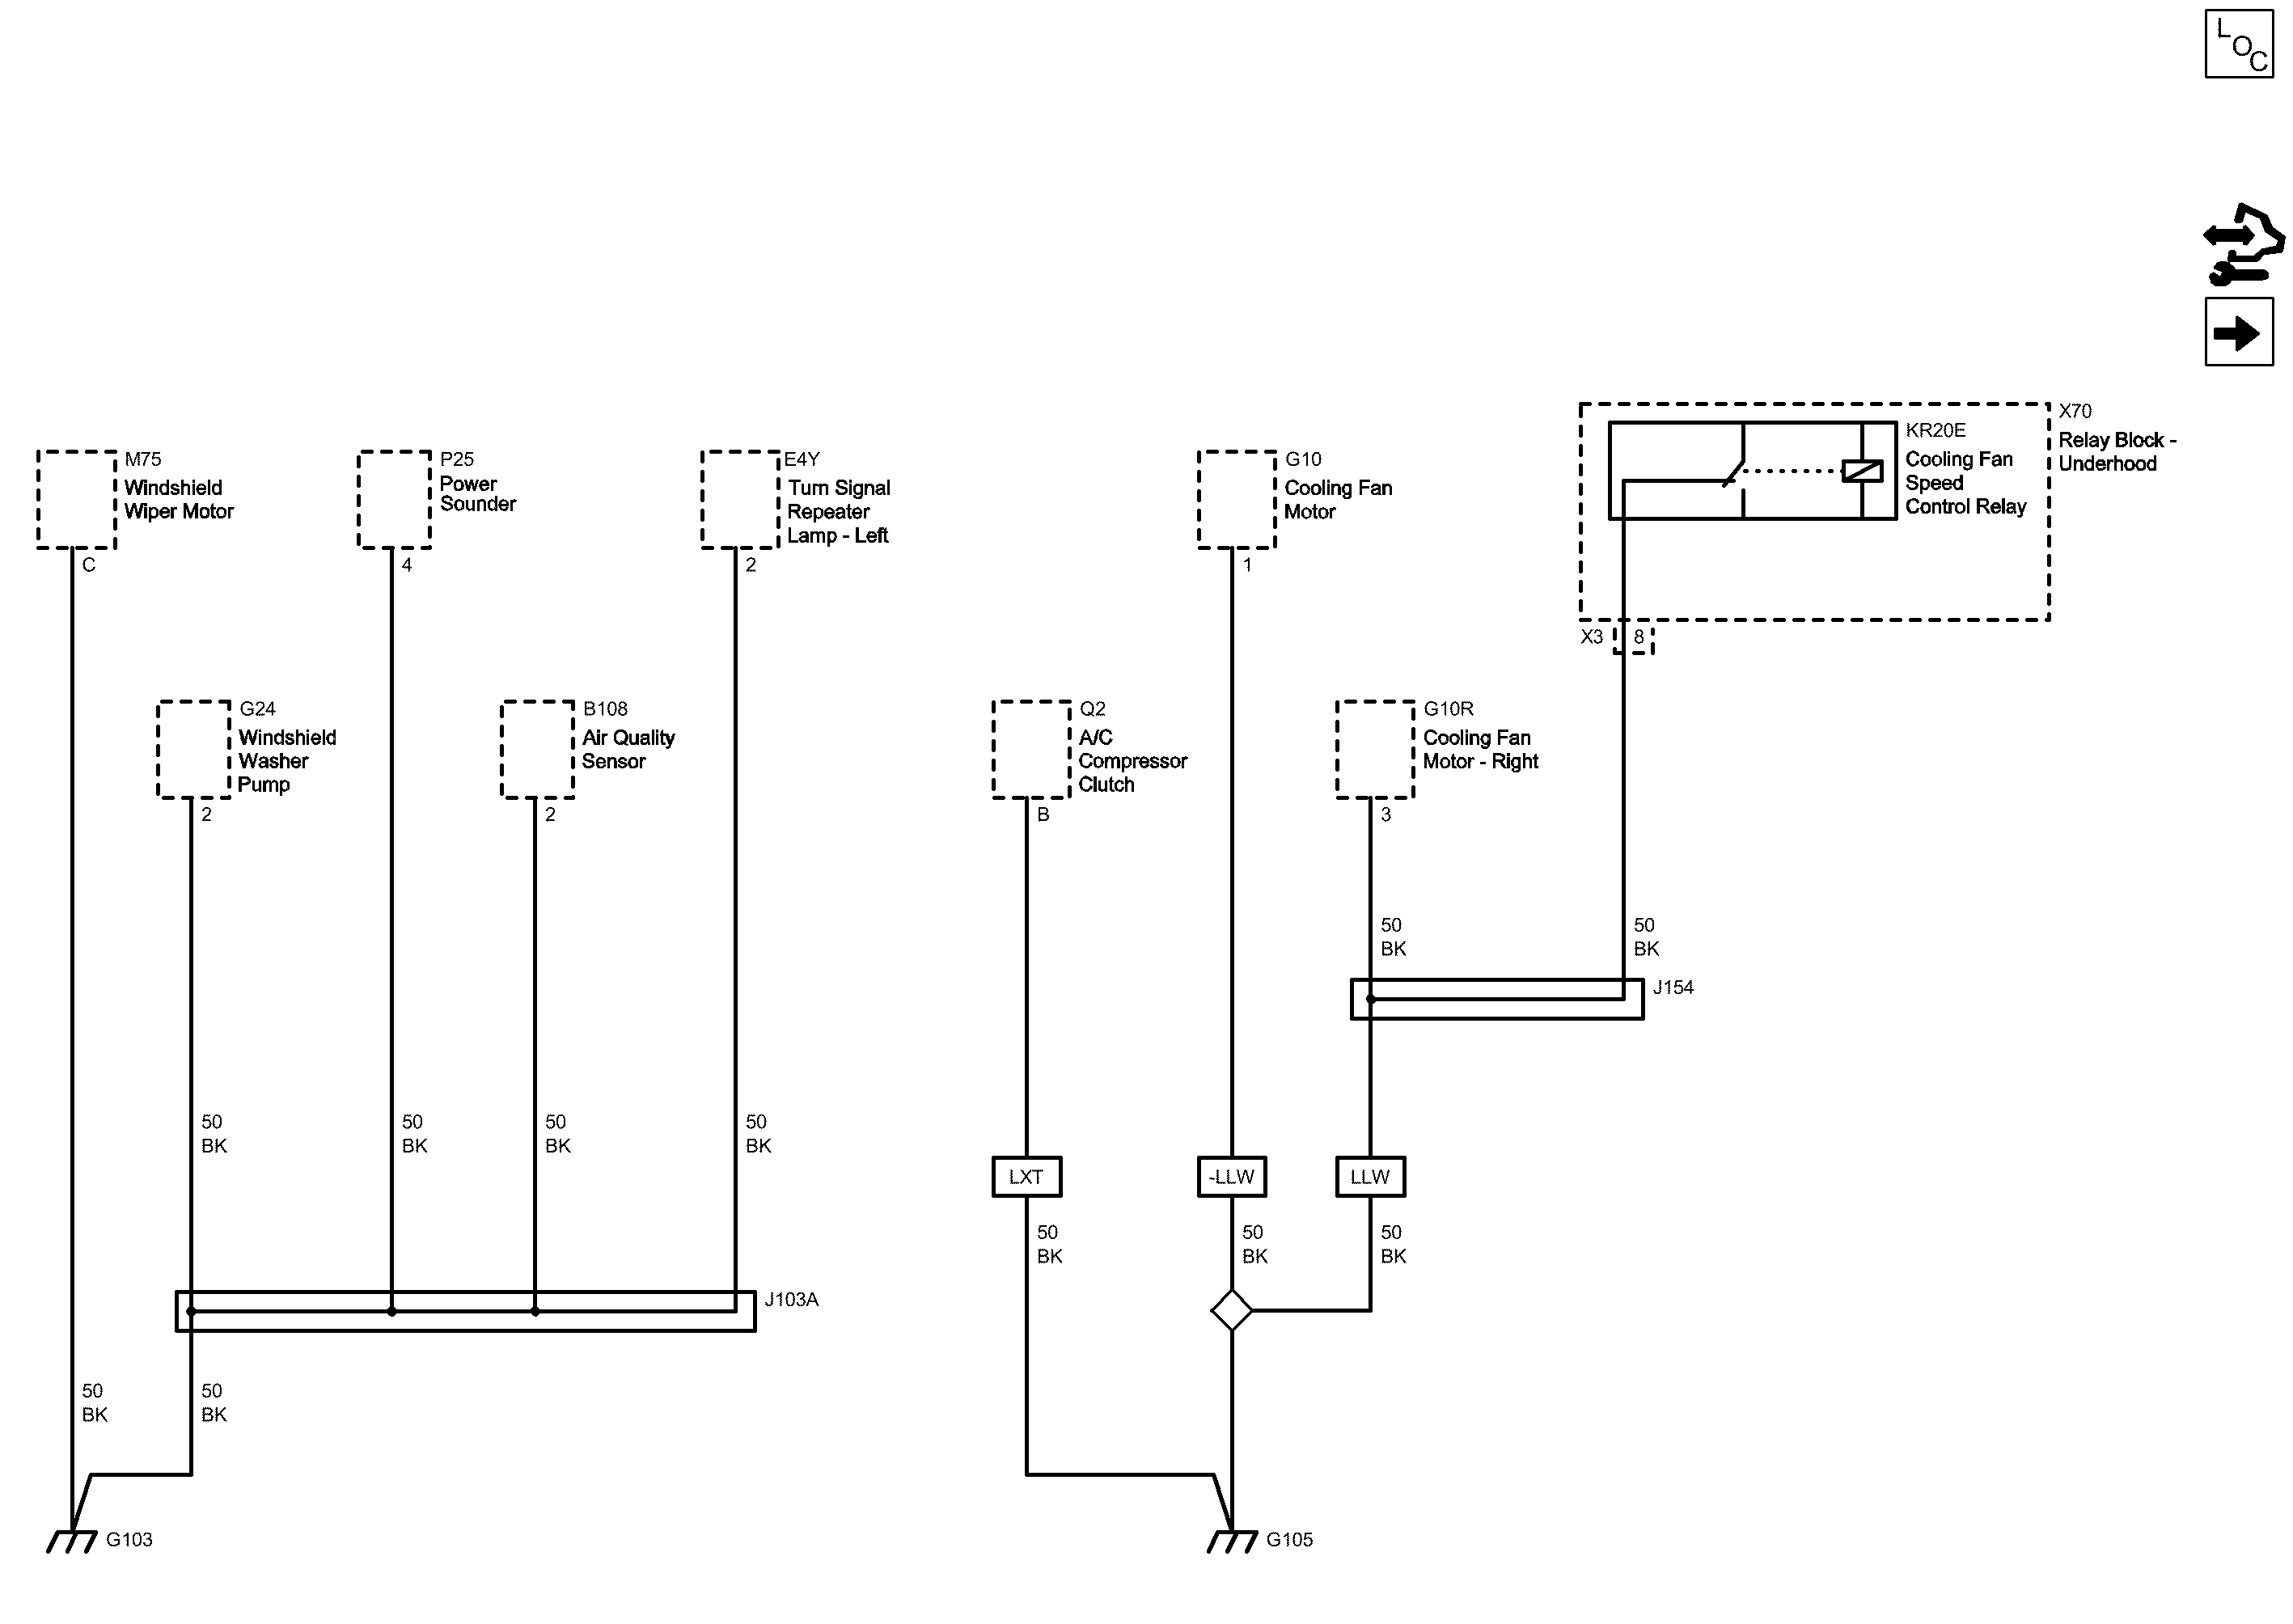 LOC
X70
Relay Block -
Underhood
KR20E
Cooling Fan
Speed
Control Relay
M75
Windshield
Wiper Motor
C
P25
Power
Sounder
4
E4Y
Turn Signal
Repeater
Lamp - Left
2
G10
Cooling Fan
Motor
1
X3
8
G24
Windshield
Washer
Pump
2
B108
Air Quality
Sensor
2
Q2
A/C
Compressor
Clutch
B
G10R
Cooling Fan
Motor - Right
3
50
BK
50
BK
J154
50
BK
50
BK
50
BK
50
BK
LXT
-LLW
LLW
50
BK
50
BK
50
BK
J103A
50
BK
50
BK
G103
G105